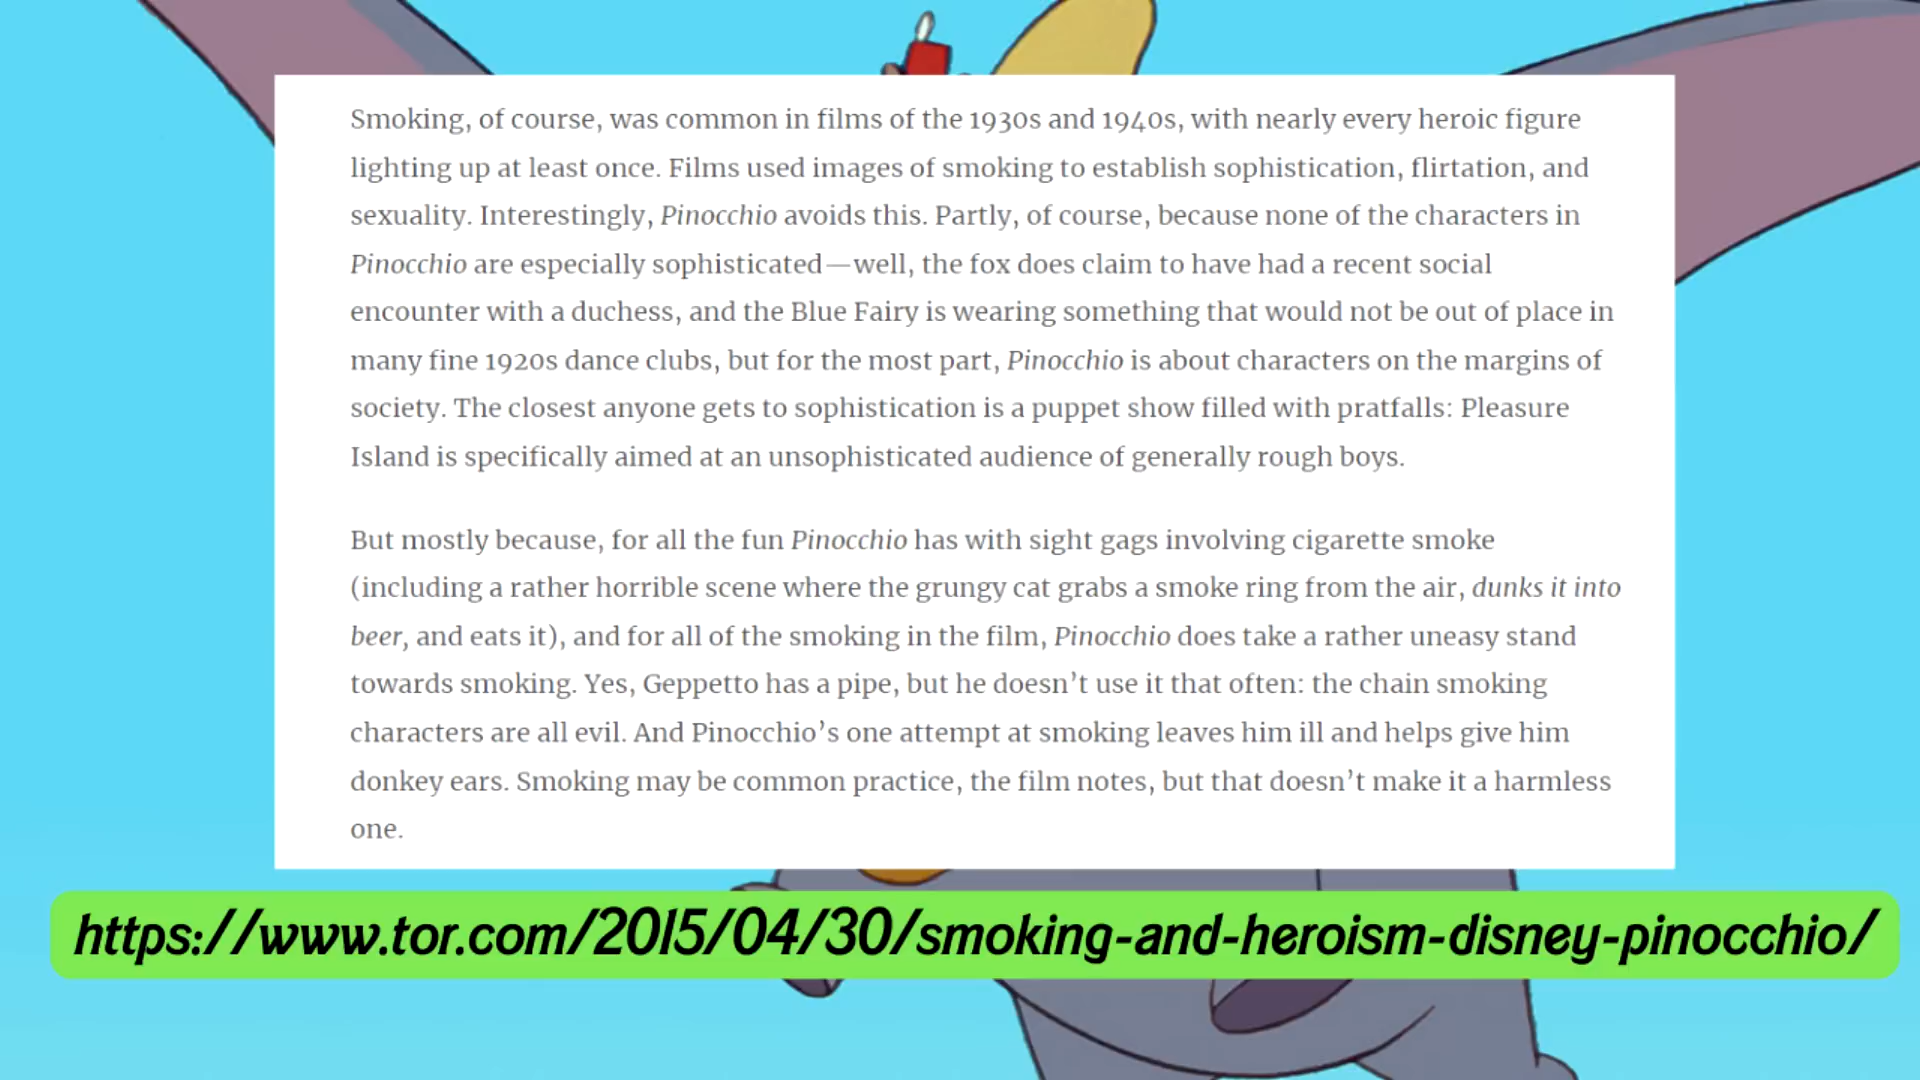 Smoking, of course, was common in films of the 1930s and 1940s, with nearly every heroic figure
lighting up at least once. Films used images of smoking to establish sophistication, flirtation, and
sexuality. Interestingly, Pinocchio avoids this. Partly, of course, because none of the characters in
Pinocchio are especially sophisticated—well, the fox does claim to have had a recent social
encounter with a duchess, and the Blue Fairy is wearing something that would not be out of place in
many fine 1920s dance clubs, but for the most part, Pinocchio is about characters on the margins of
society. The closest anyone gets to sophistication is a puppet show filled with pratfalls: Pleasure
Island is specifically aimed at an unsophisticated audience of generally rough boys.
But mostly because, for all the fun Pinocchio has with sight gags involving cigarette smoke
(including a rather horrible scene where the grungy cat grabs a smoke ring from the air, dunks it into
beer, and eats it), and for all of the smoking in the film, Pinocchio does take a rather uneasy stand
towards smoking. Yes, Geppetto has a pipe, but he doesn’t use it that often: the chain smoking
characters are all evil. And Pinocchio’s one attempt at smoking leaves him ill and helps give him
donkey ears. Smoking may be common practice, the film notes, but that doesn’t make it a harmless
one.
https://www.tor.com/2015/04/30/smoking-and-heroism-disney-pinocchio/